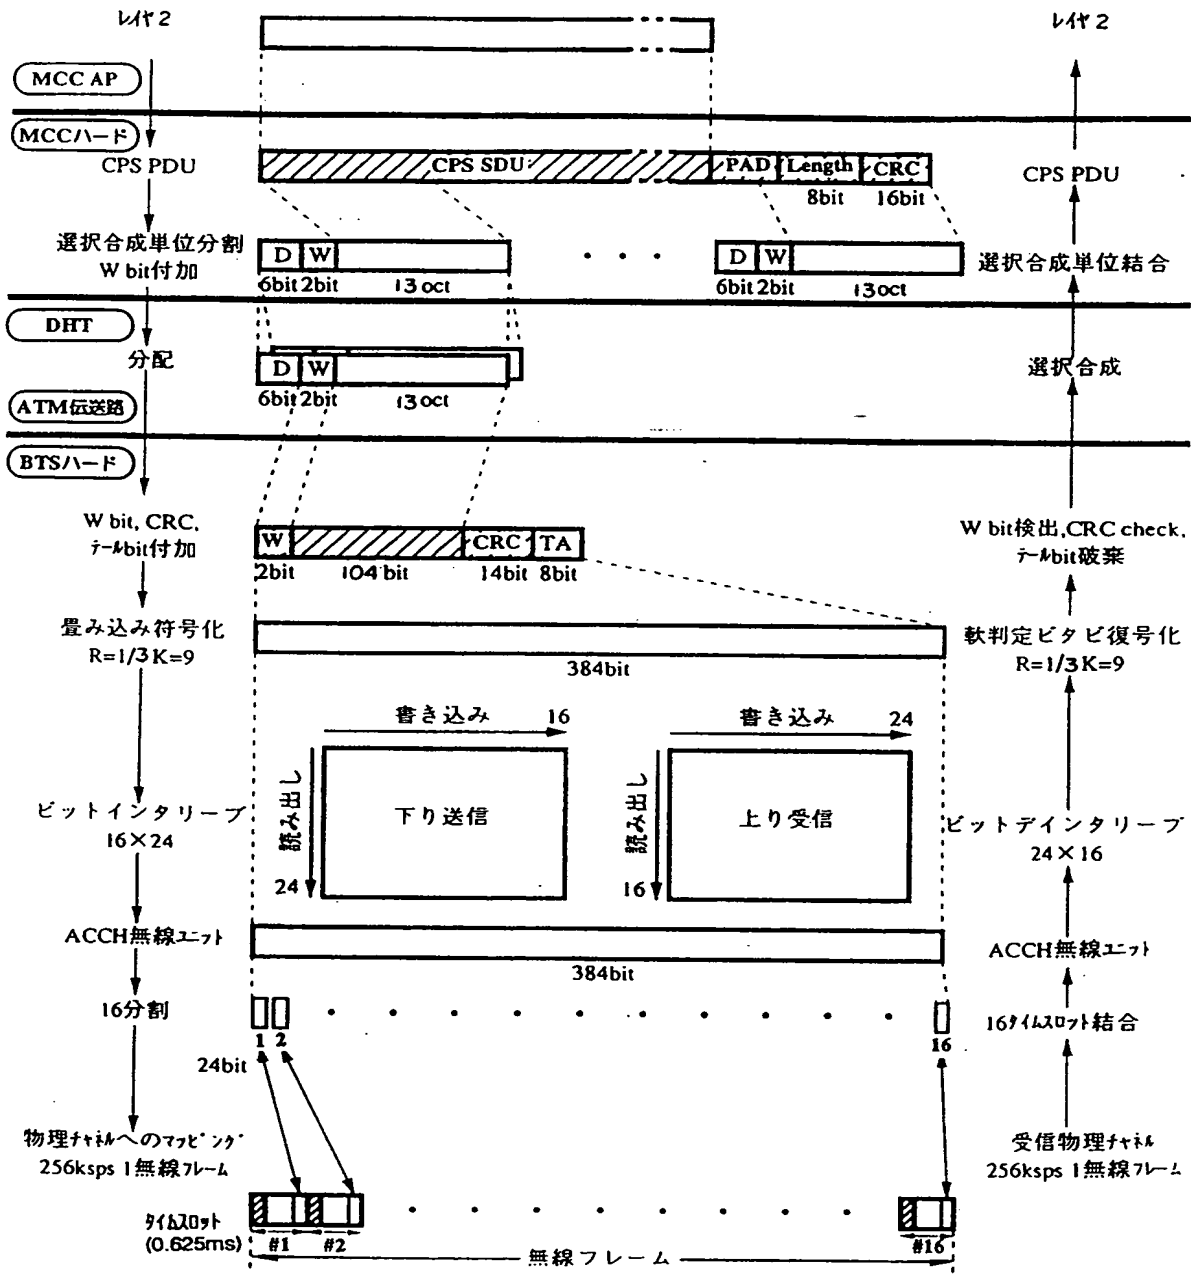 レイヤ2
レイヤ2
MCC AP
MCCハード
CPS PDU
CPS SDU
PAD
Length
CRC
8bit
16bit
CPS PDU
選択合成単位分割
W bit付加
D
W
6bit
2bit
13oct
・ ・ ・
D
W
6bit
2bit
13oct
選択合成単位結合
DHT
分配
D
W
6bit
2bit
13oct
選択合成
ATM伝送路
BTSハード
W bit, CRC,
テールbit付加
W
CRC
TA
2bit
104bit
14bit
8bit
W bit検出,CRC check,
テールbit破棄
畳み込み符号化
R=1/3 K=9
384bit
軟判定ビタビ復号化
R=1/3 K=9
書き込み
16
読み出し
24
下り送信
書き込み
24
読み出し
16
上り受信
ビットインタリーブ
16×24
ビットデインタリーブ
24×16
ACCH無線ユニット
384bit
ACCH無線ユニット
16分割
1
2
16
24bit
16タイムスロット結合
物理チャネルへのマッピング
256ksps 1無線フレーム
受信物理チャネル
256ksps 1無線フレーム
タイムスロット
(0.625ms)
#1
#2
#16
無線フレーム